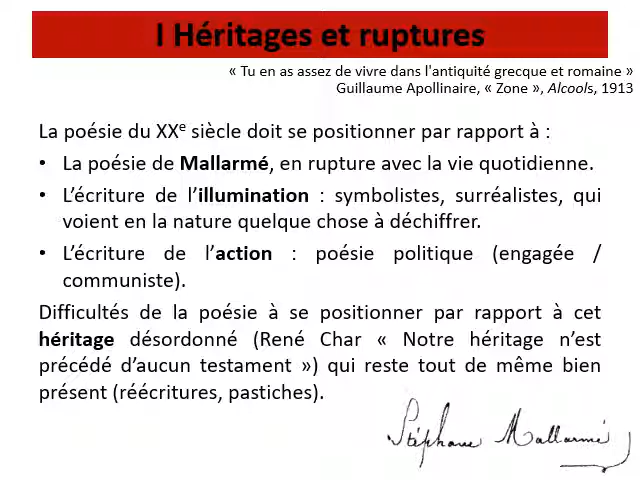 I Héritages et ruptures
« Tu en as assez de vivre dans l'antiquité grecque et romaine »
Guillaume Apollinaire, « Zone », Alcools, 1913
La poésie du XXe siècle doit se positionner par rapport à :
• La poésie de Mallarmé, en rupture avec la vie quotidienne.
• L’écriture de l’illumination : symbolistes, surréalistes, qui
voient en la nature quelque chose à déchiffrer.
• L’écriture de l’action : poésie politique (engagée /
communiste).
Difficultés de la poésie à se positionner par rapport à cet
héritage désordonné (René Char « Notre héritage n’est
précédé d’aucun testament ») qui reste tout de même bien
présent (réécritures, pastiches).
Stéphane Mallarmé